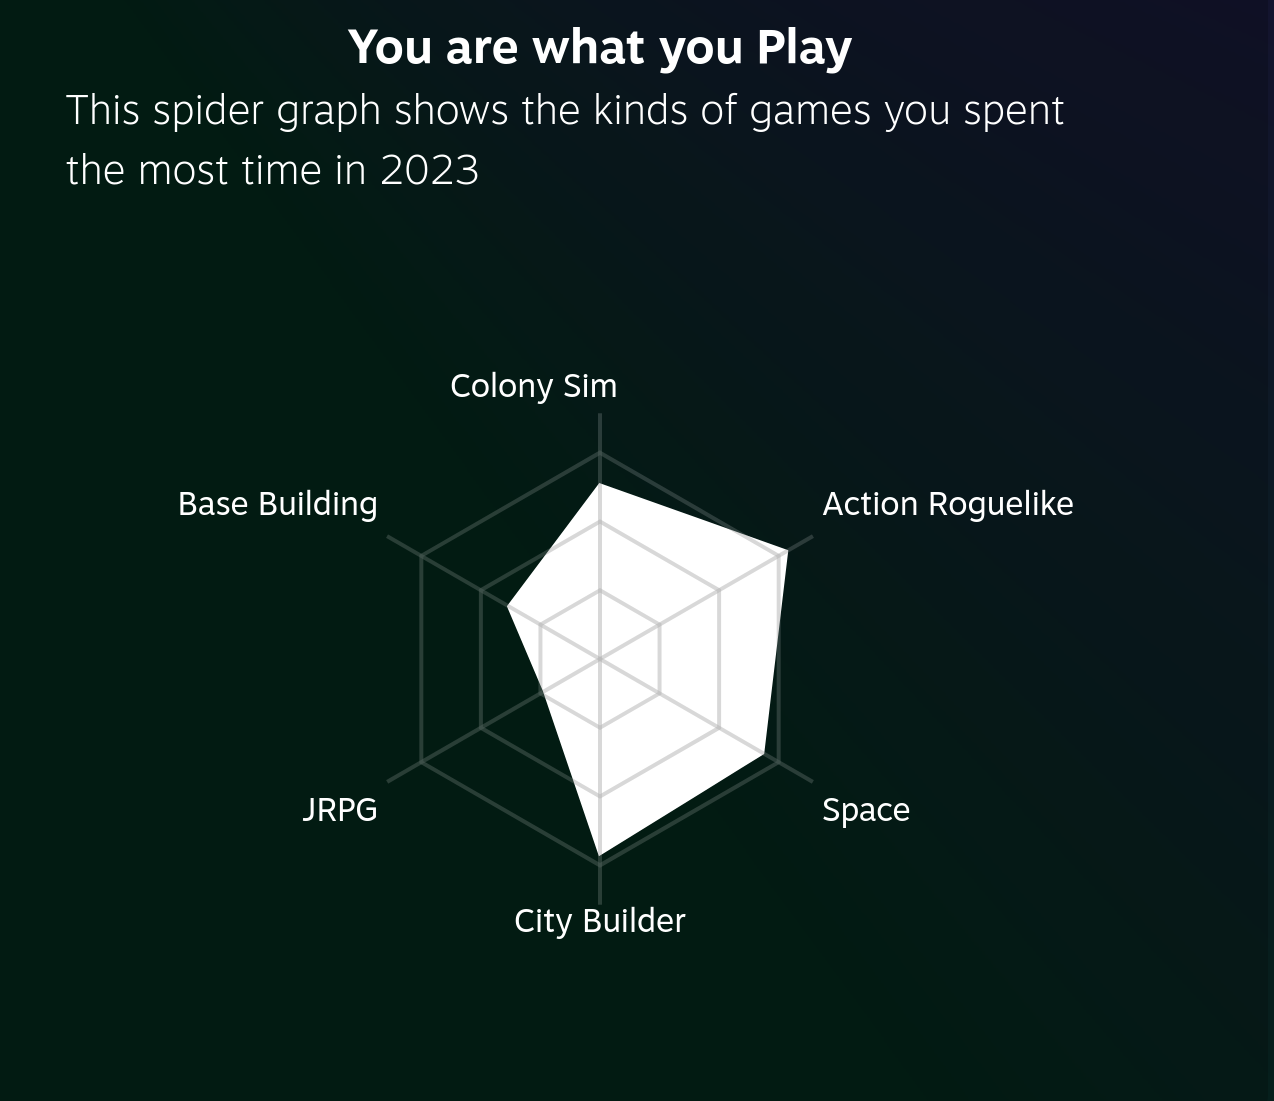 You are what you Play
This spider graph shows the kinds of games you spent
the most time in 2023
Colony Sim
Base Building
Action Roguelike
JRPG
Space
City Builder